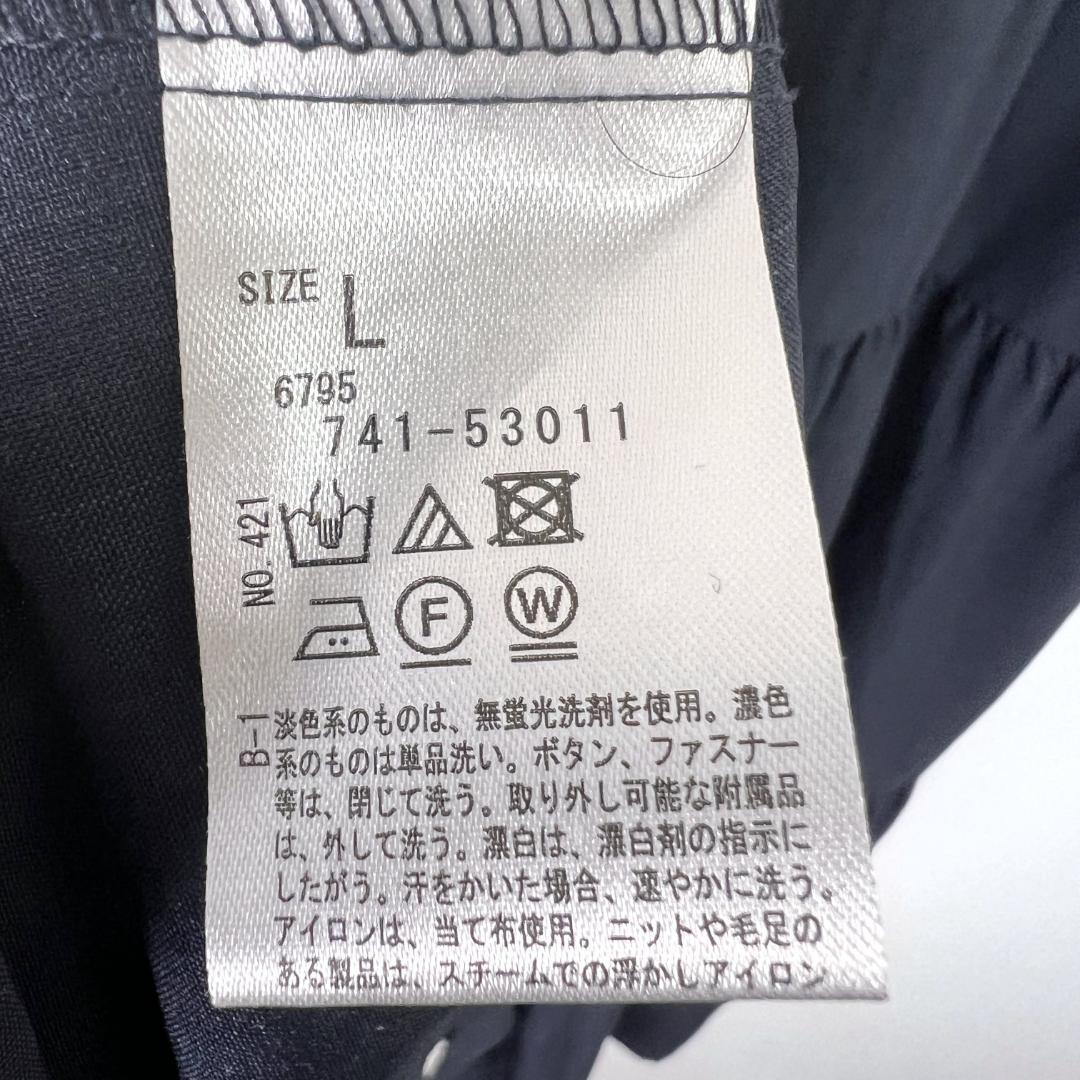 SIZE L
6795
741-53011
NO.421
F W
B-1
淡色系のものは、無蛍光洗剤を使用。濃色
系のものは単品洗い。ボタン、ファスナー
等は、閉じて洗う。取り外し可能な附属品
は、外して洗う。漂白は、漂白剤の指示に
したがう。汗をかいた場合、速やかに洗う。
アイロンは、当て布使用。ニットや毛足の
ある製品は、スチームでの浮かしアイロン